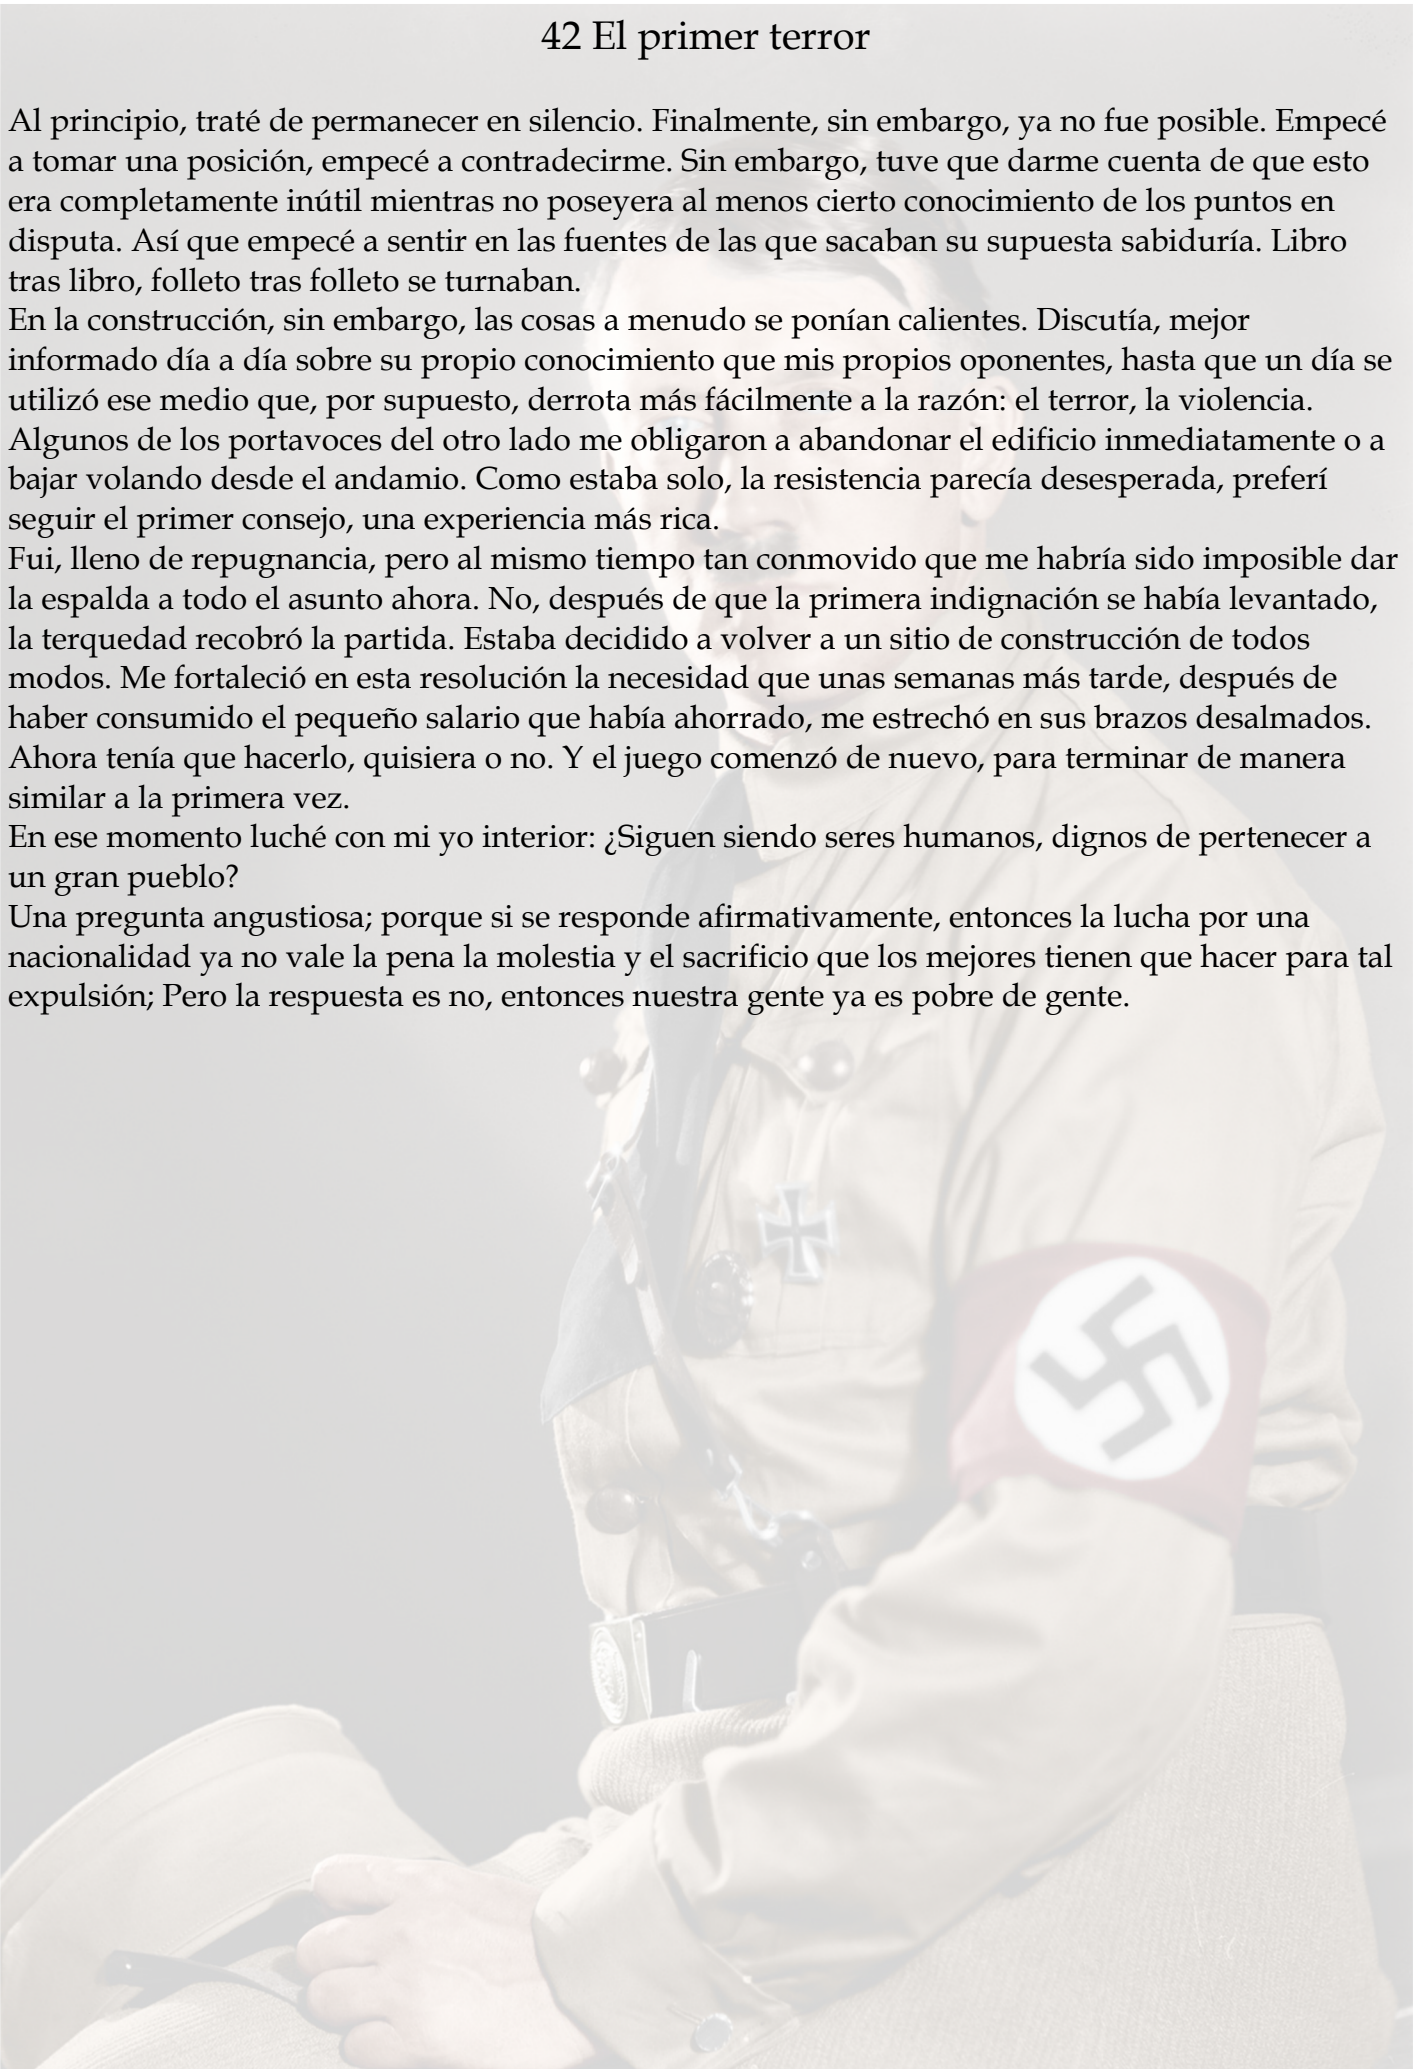 42 El primer terror
Al principio, traté de permanecer en silencio. Finalmente, sin embargo, ya no fue posible. Empecé
a tomar una posición, empecé a contradecirme. Sin embargo, tuve que darme cuenta de que esto
era completamente inútil mientras no poseyera al menos cierto conocimiento de los puntos en
disputa. Así que empecé a sentir en las fuentes de las que sacaban su supuesta sabiduría. Libro
tras libro, folleto tras folleto se turnaban.
En la construcción, sin embargo, las cosas a menudo se ponían calientes. Discutía, mejor
informado día a día sobre su propio conocimiento que mis propios oponentes, hasta que un día se
utilizó ese medio que, por supuesto, derrota más fácilmente a la razón: el terror, la violencia.
Algunos de los portavoces del otro lado me obligaron a abandonar el edificio inmediatamente o a
bajar volando desde el andamio. Como estaba solo, la resistencia parecía desesperada, preferí
seguir el primer consejo, una experiencia más rica.
Fui, lleno de repugnancia, pero al mismo tiempo tan conmovido que me habría sido imposible dar
la espalda a todo el asunto ahora. No, después de que la primera indignación se había levantado,
la terquedad recobró la partida. Estaba decidido a volver a un sitio de construcción de todos
modos. Me fortaleció en esta resolución la necesidad que unas semanas más tarde, después de
haber consumido el pequeño salario que había ahorrado, me estrechó en sus brazos desalmados.
Ahora tenía que hacerlo, quisiera o no. Y el juego comenzó de nuevo, para terminar de manera
similar a la primera vez.
En ese momento luché con mi yo interior: ¿Siguen siendo seres humanos, dignos de pertenecer a
un gran pueblo?
Una pregunta angustiosa; porque si se responde afirmativamente, entonces la lucha por una
nacionalidad ya no vale la pena la molestia y el sacrificio que los mejores tienen que hacer para tal
expulsión; Pero la respuesta es no, entonces nuestra gente ya es pobre de gente.